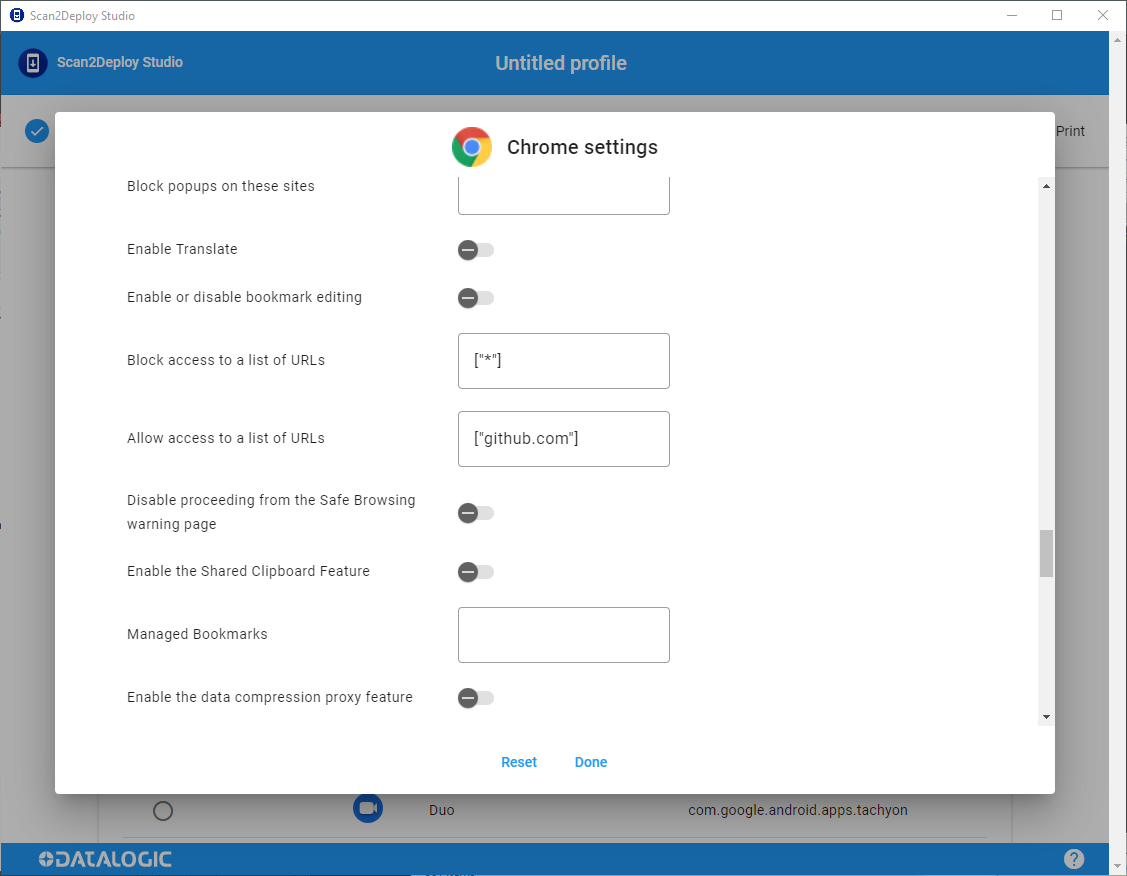 Scan2Deploy Studio
Scan2Deploy Studio
Untitled profile
Print
Chrome settings
Block popups on these sites
Enable Translate
Enable or disable bookmark editing
Block access to a list of URLs
["*"]
Allow access to a list of URLs
["github.com"]
Disable proceeding from the Safe Browsing
warning page
Enable the Shared Clipboard Feature
Managed Bookmarks
Enable the data compression proxy feature
Reset
Done
Duo
com.google.android.apps.tachyon
DATALOGIC
?